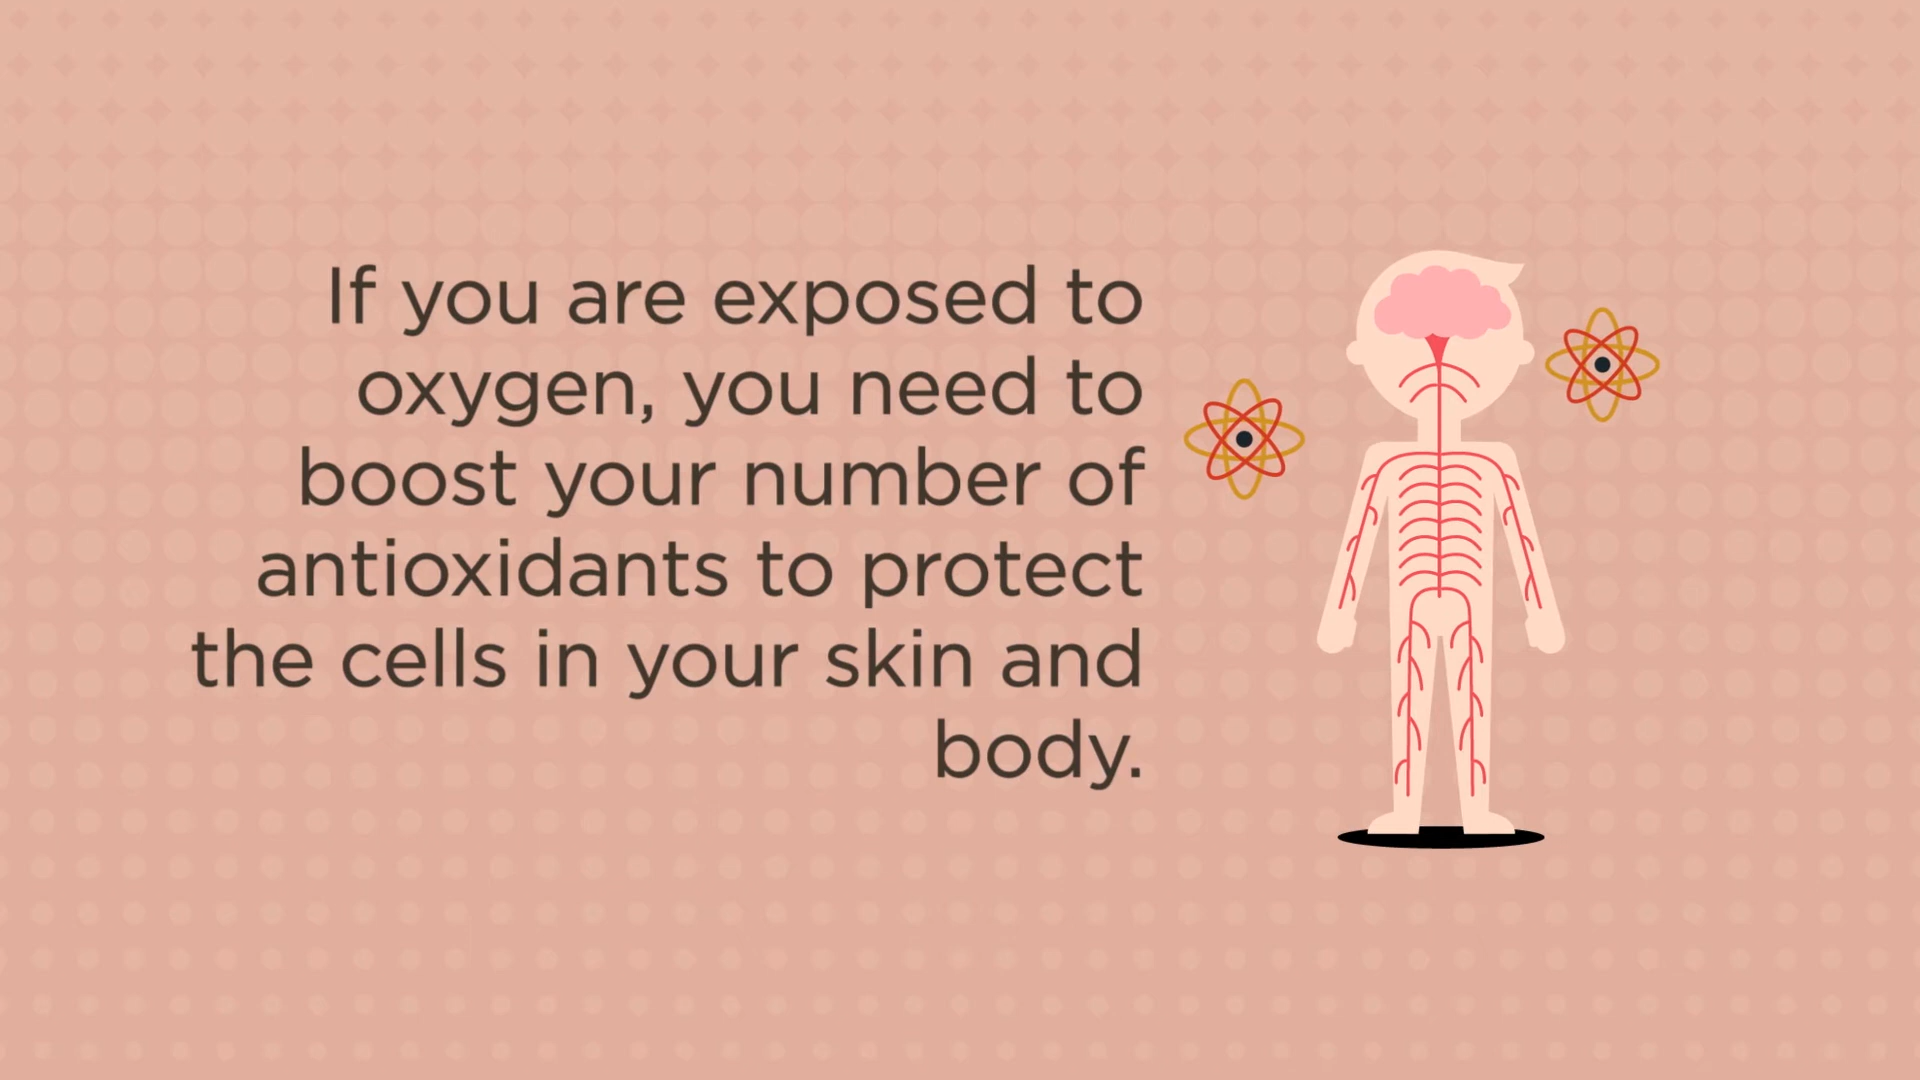 If you are exposed to
oxygen, you need to
boost your number of
antioxidants to protect
the cells in your skin and
body.